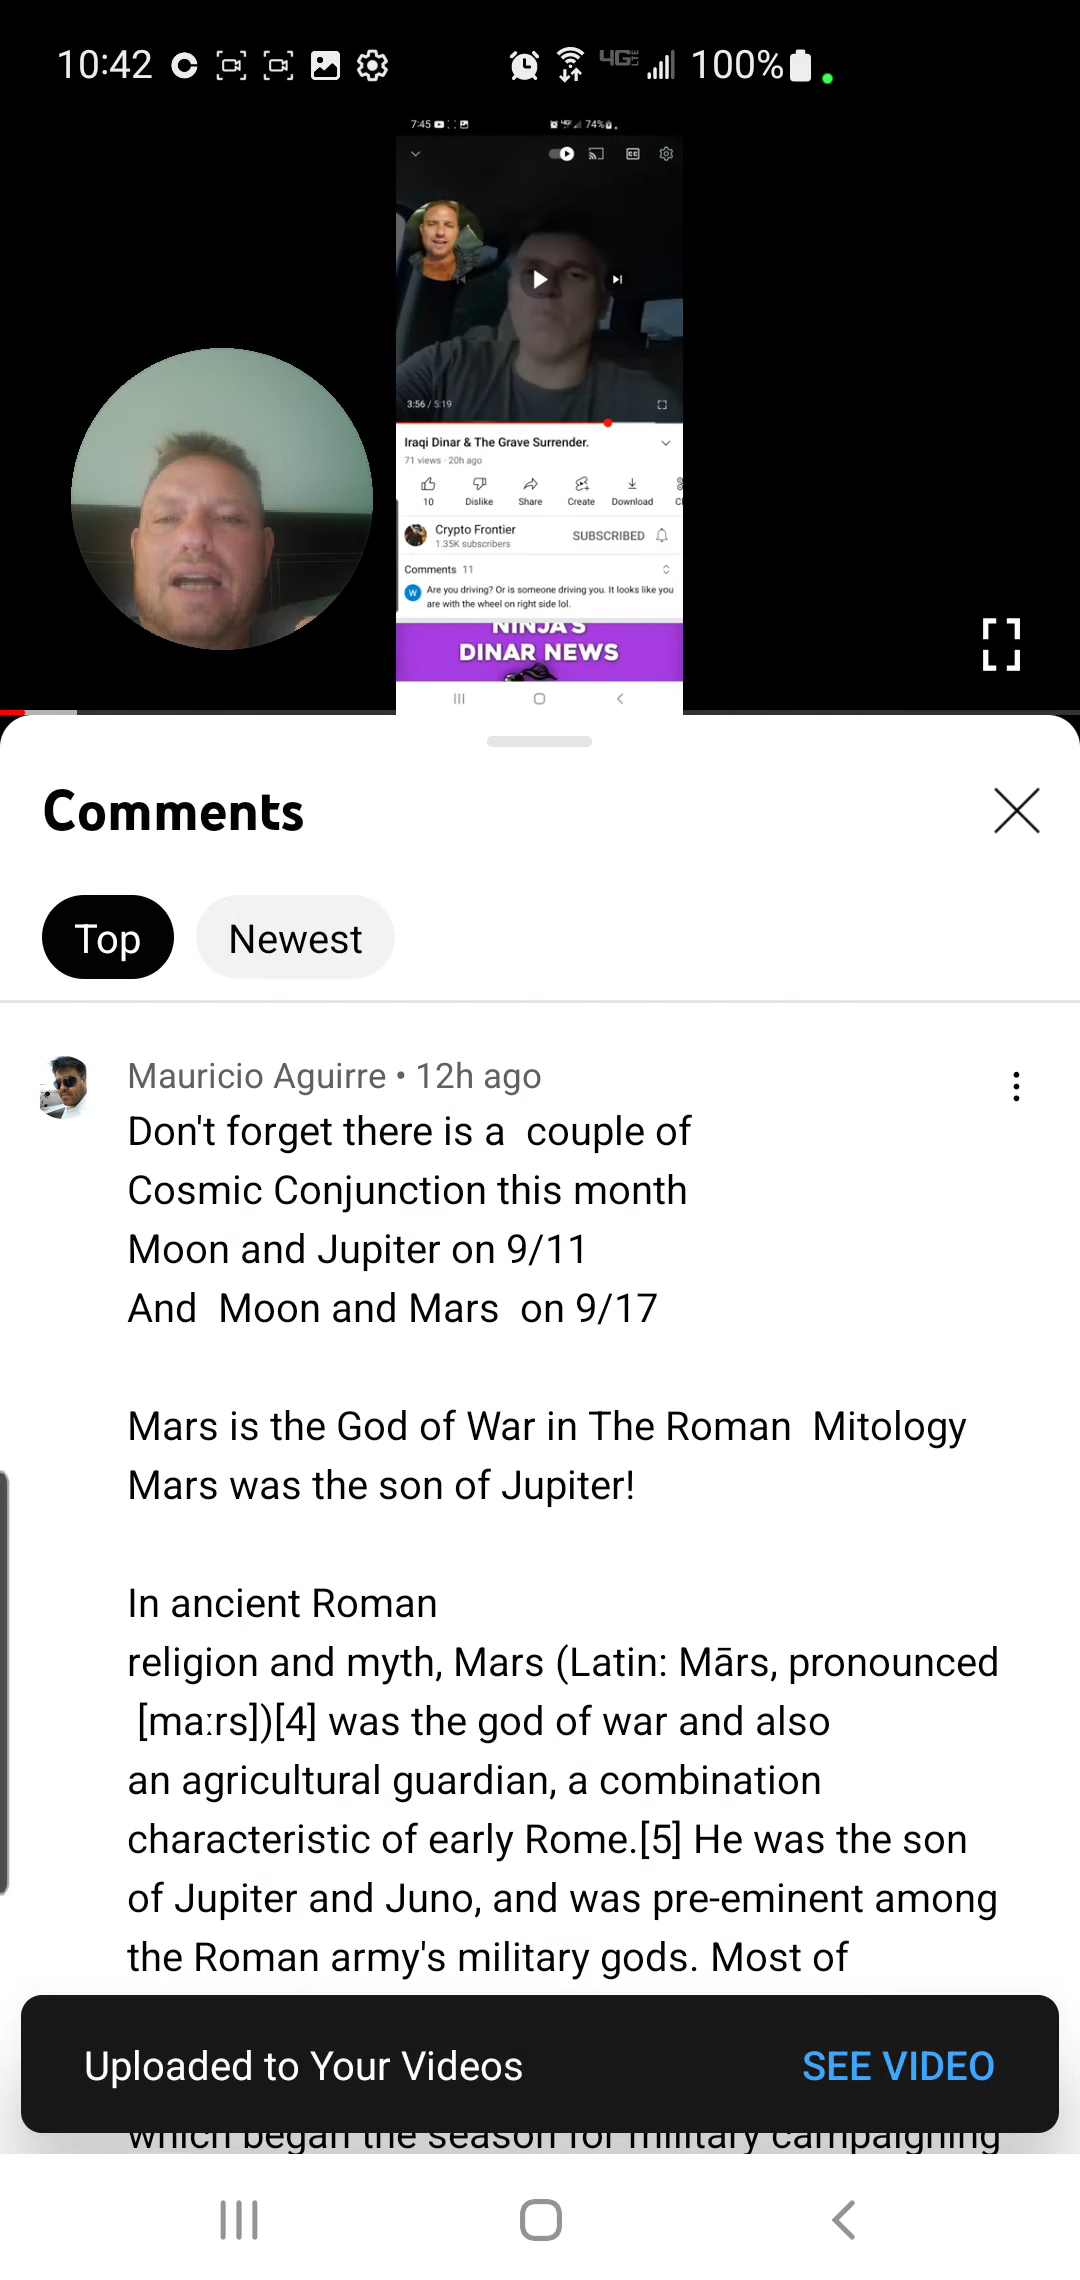 10:42
4G
100%
7:45
74%
3:56 / 5:19
Iraqi Dinar & The Grave Surrender.
71 views · 20h ago
10
Dislike
Share
Create
Download
Crypto Frontier
1.35K subscribers
SUBSCRIBED
Comments 11
W
Are you driving? Or is someone driving you. It looks like you
are with the wheel on right side lol.
NINJA'S
DINAR NEWS
Comments
Top
Newest
Mauricio Aguirre • 12h ago
Don't forget there is a  couple of
Cosmic Conjunction this month
Moon and Jupiter on 9/11
And  Moon and Mars  on 9/17
Mars is the God of War in The Roman  Mitology
Mars was the son of Jupiter!
In ancient Roman
religion and myth, Mars (Latin: Mārs, pronounced
[maːrs])[4] was the god of war and also
an agricultural guardian, a combination
characteristic of early Rome.[5] He was the son
of Jupiter and Juno, and was pre-eminent among
the Roman army's military gods. Most of
Uploaded to Your Videos
SEE VIDEO
which began the season for military campaigning